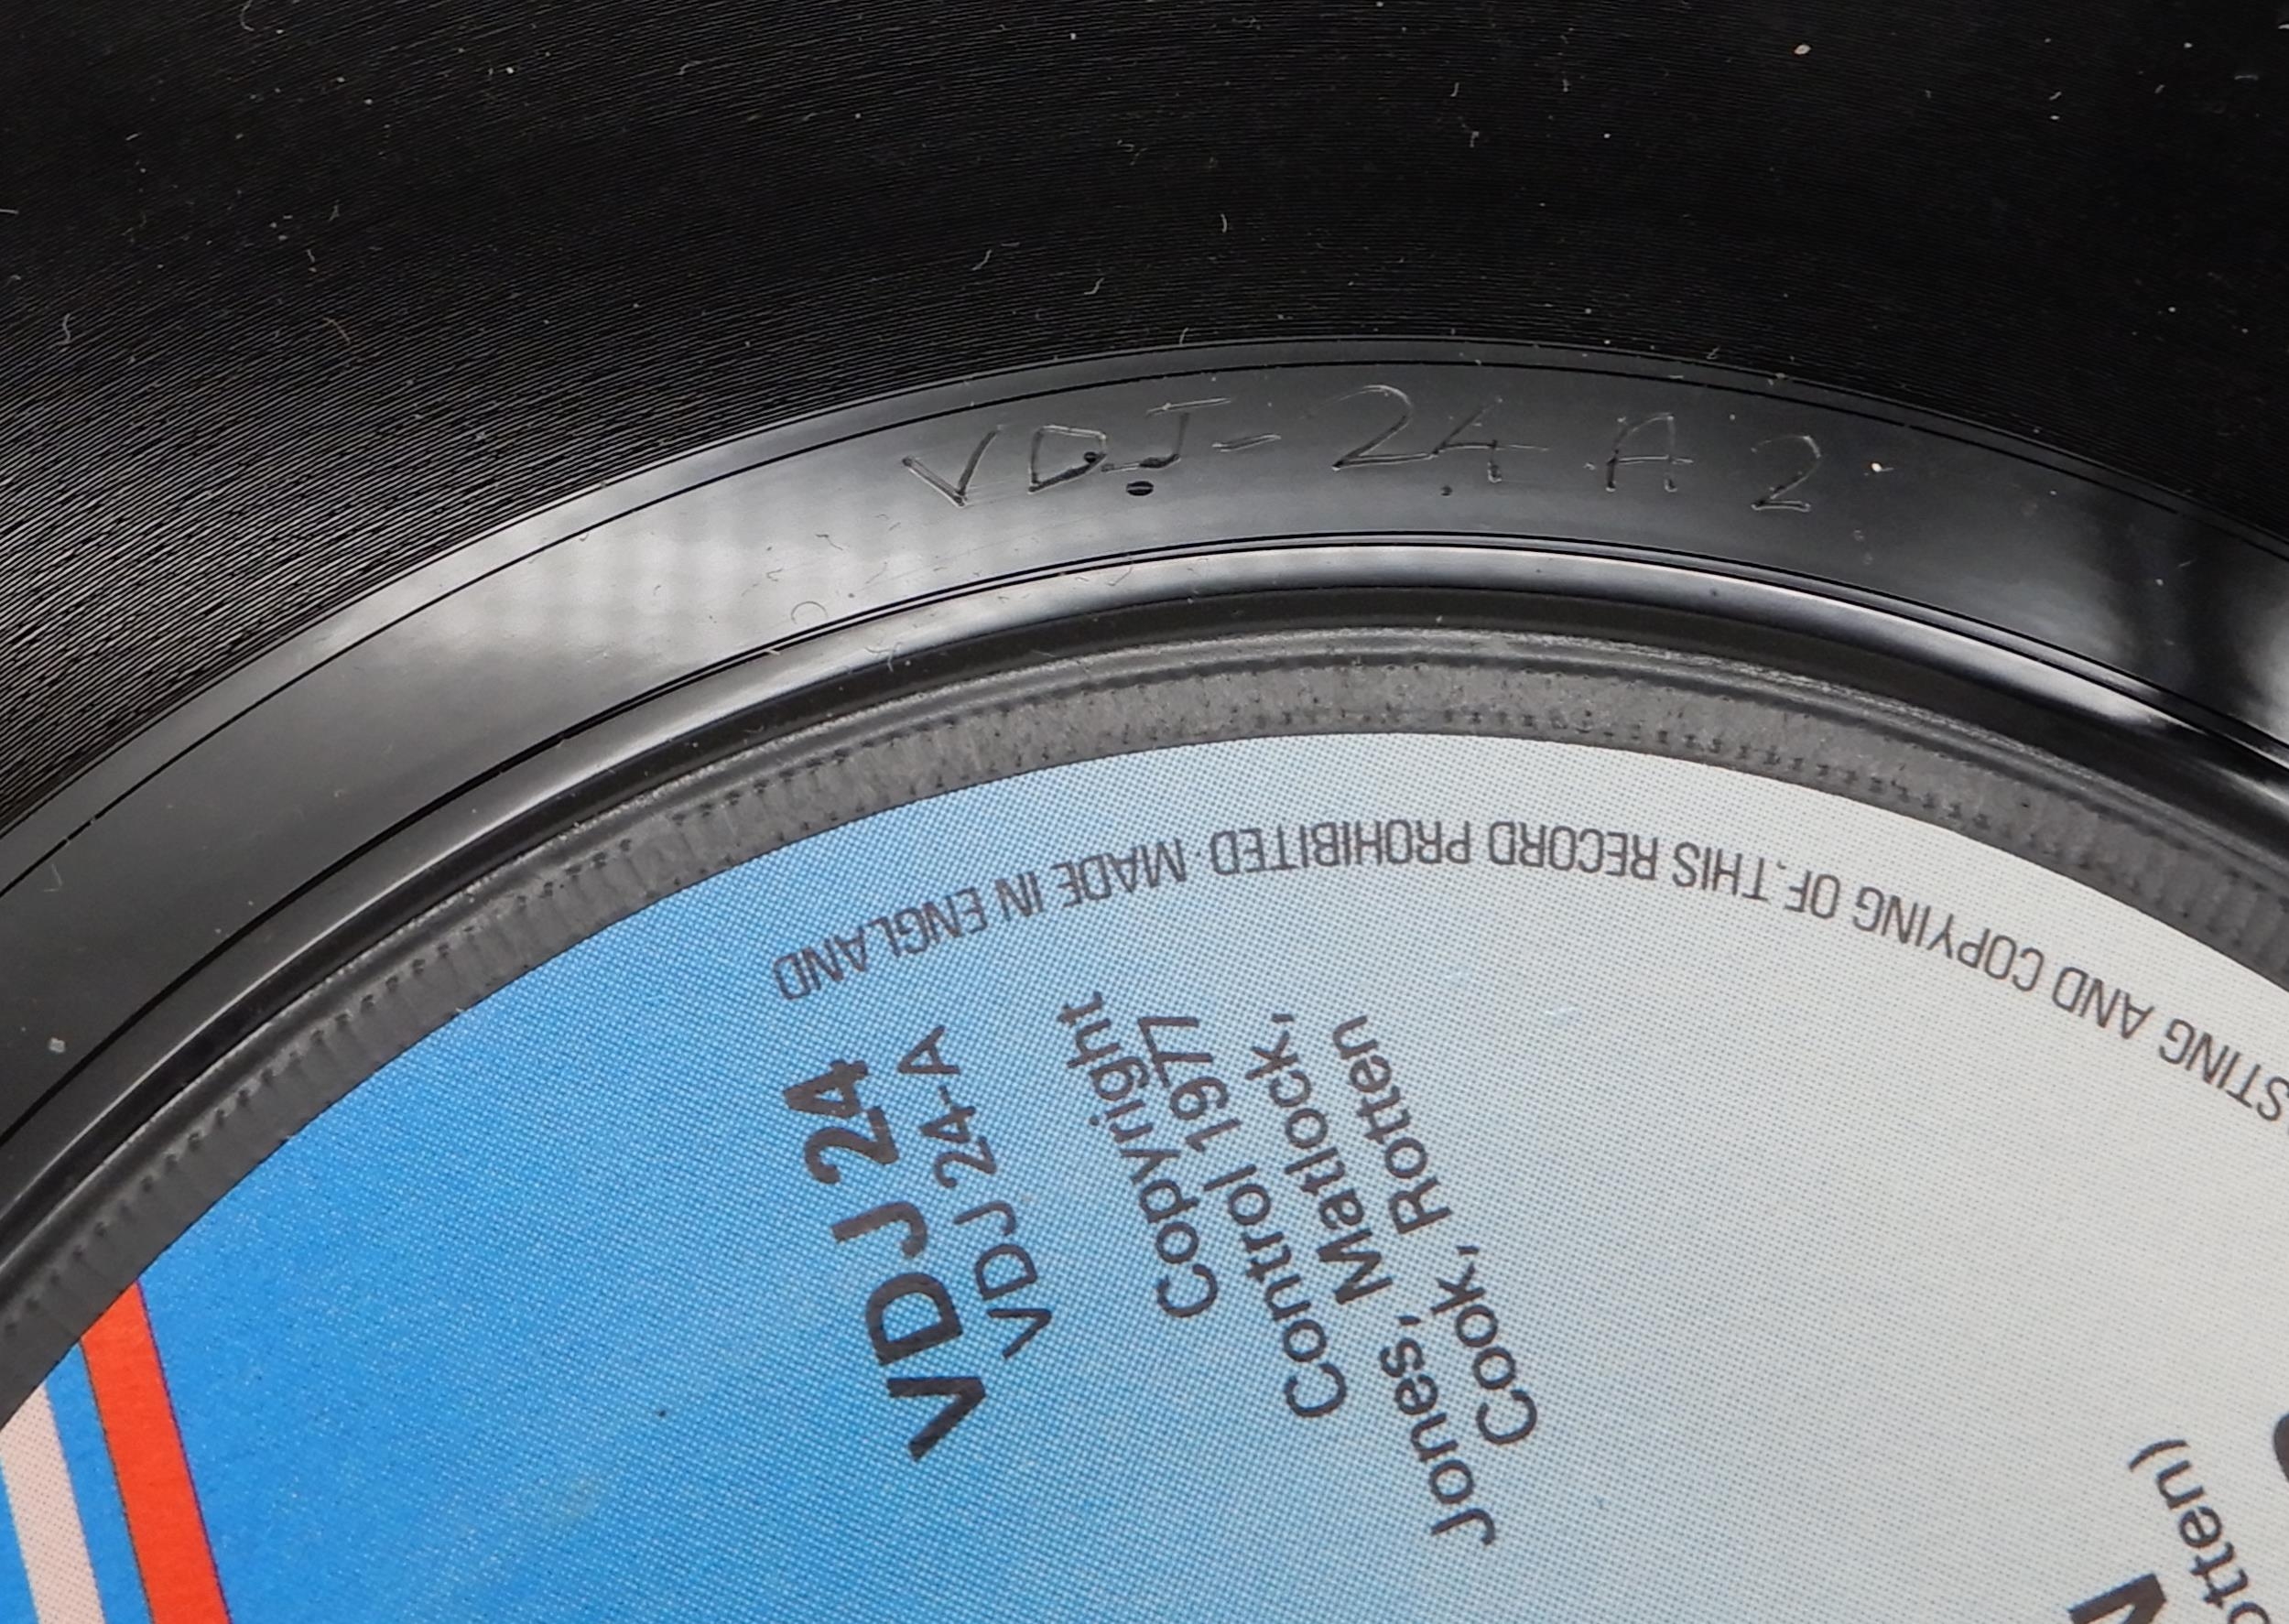 VDJ-24 A 2
STING AND COPYING OF.THIS RECORD PROHIBITED·MADE IN ENGLAND
VDJ 24
VDJ 24-A
Copyright
Control 1977
Jones, Matlock,
Cook, Rotten
otten)
N